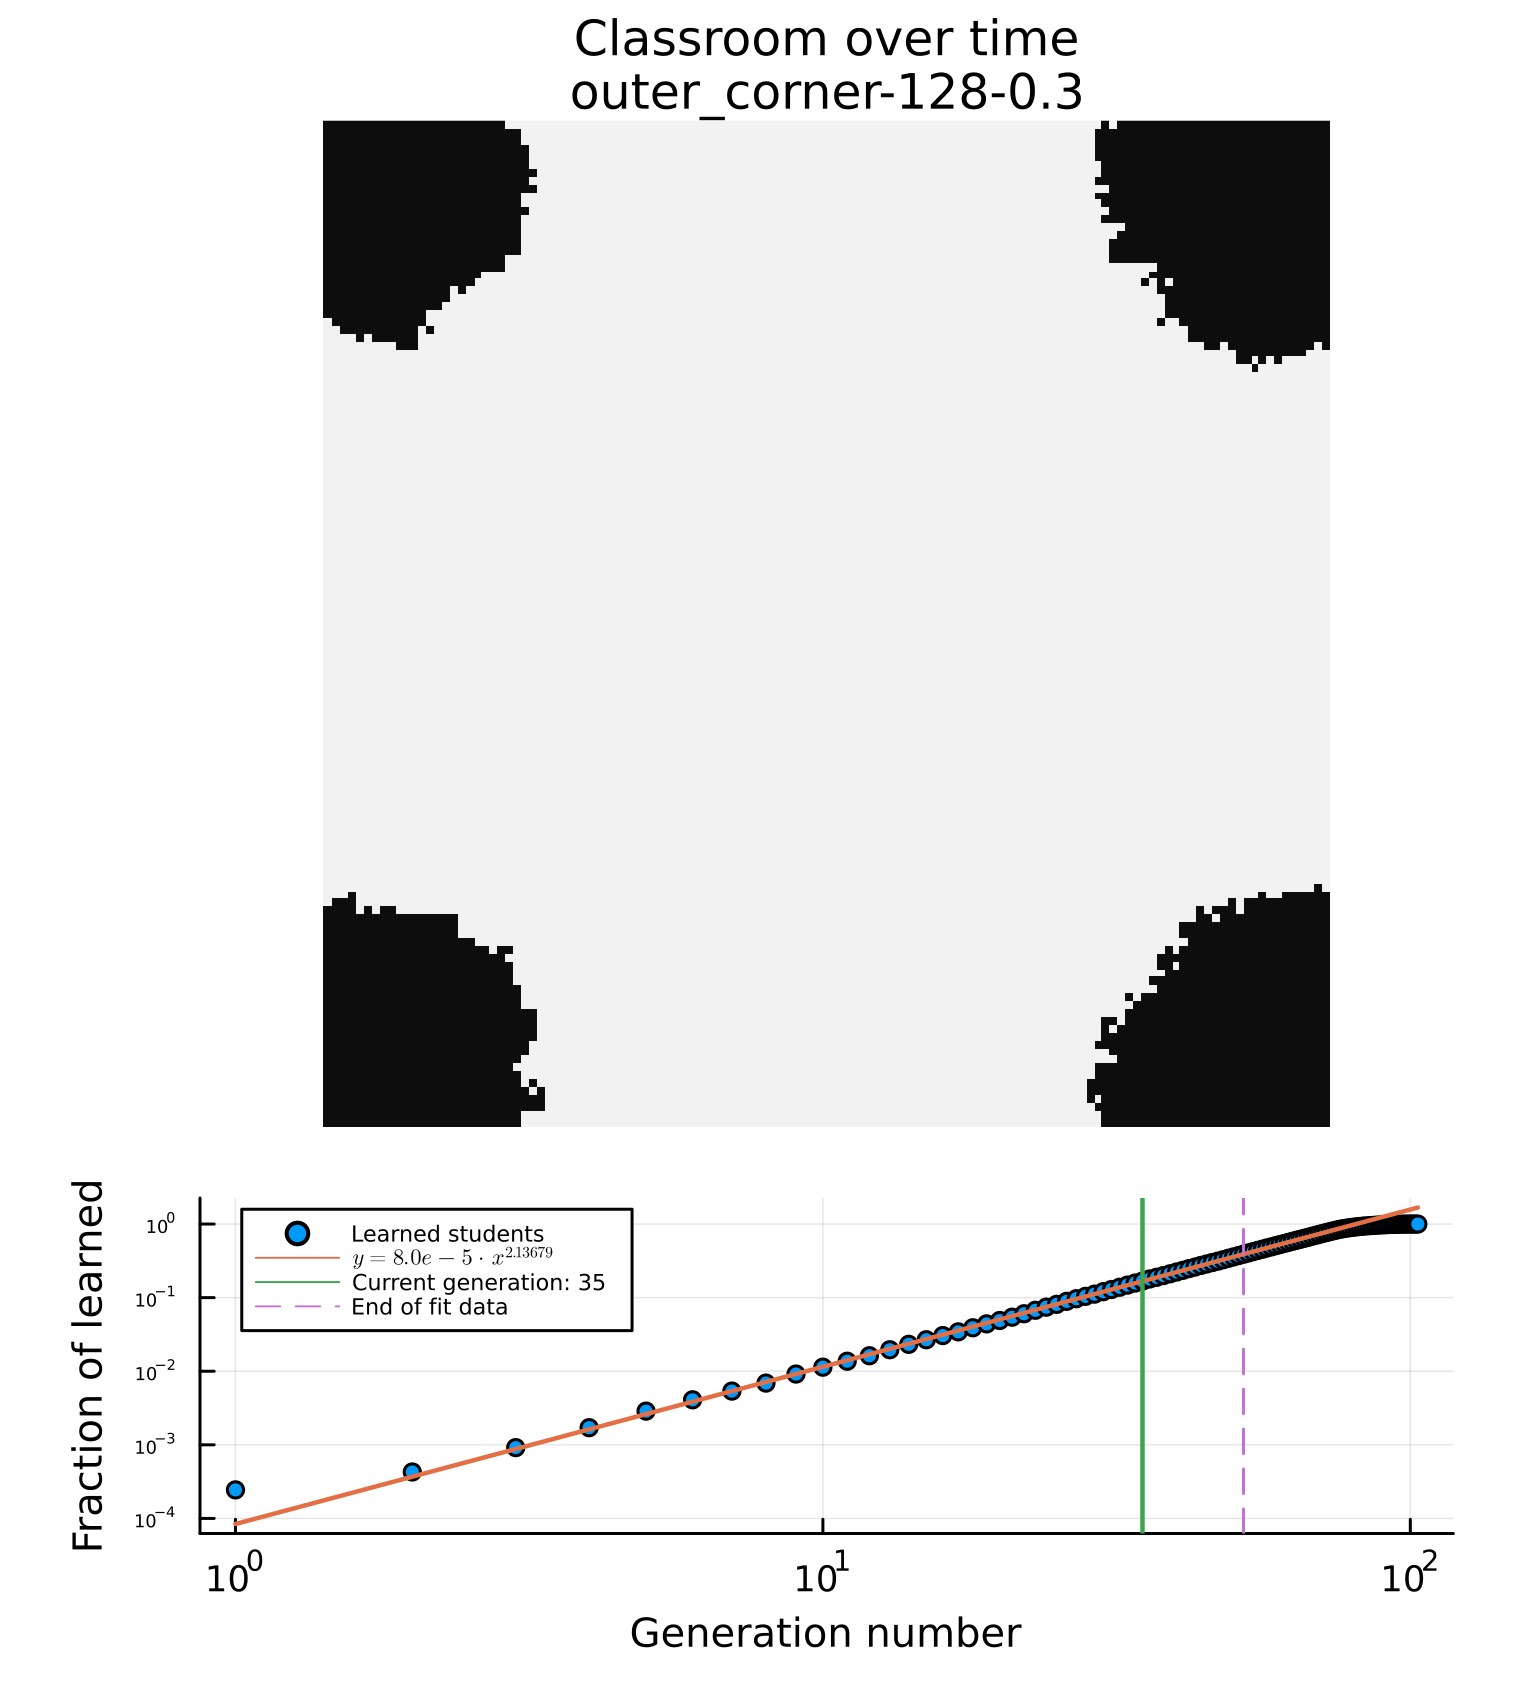 Classroom over time
outer_corner-128-0.3
Fraction of learned
10^0
10^−1
10^−2
10^−3
10^−4
Learned students
y = 8.0e − 5 · x^2.13679
Current generation: 35
End of fit data
10^0 10^1 10^2
Generation number